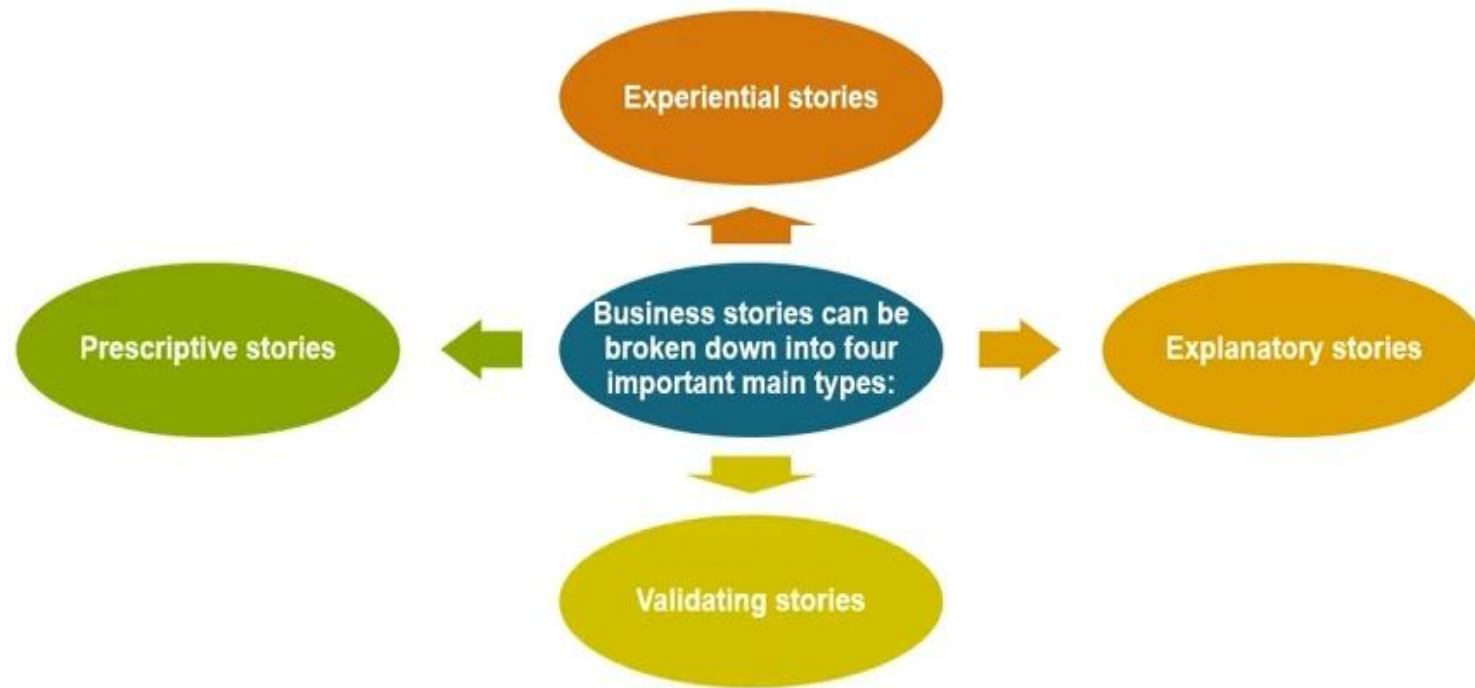 Experiential stories
Prescriptive stories
Business stories can be
broken down into four
important main types:
Explanatory stories
Validating stories